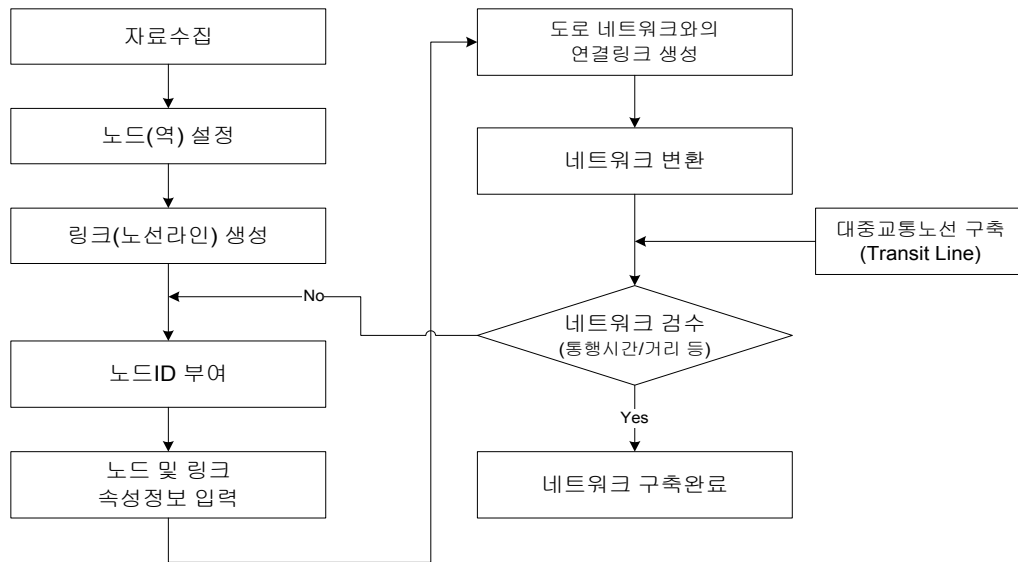 자료수집
노드(역) 설정
링크(노선라인) 생성
No
노드ID 부여
노드 및 링크
속성정보 입력
도로 네트워크와의
연결링크 생성
네트워크 변환
대중교통노선 구축
(Transit Line)
네트워크 검수
(통행시간/거리 등)
Yes
네트워크 구축완료